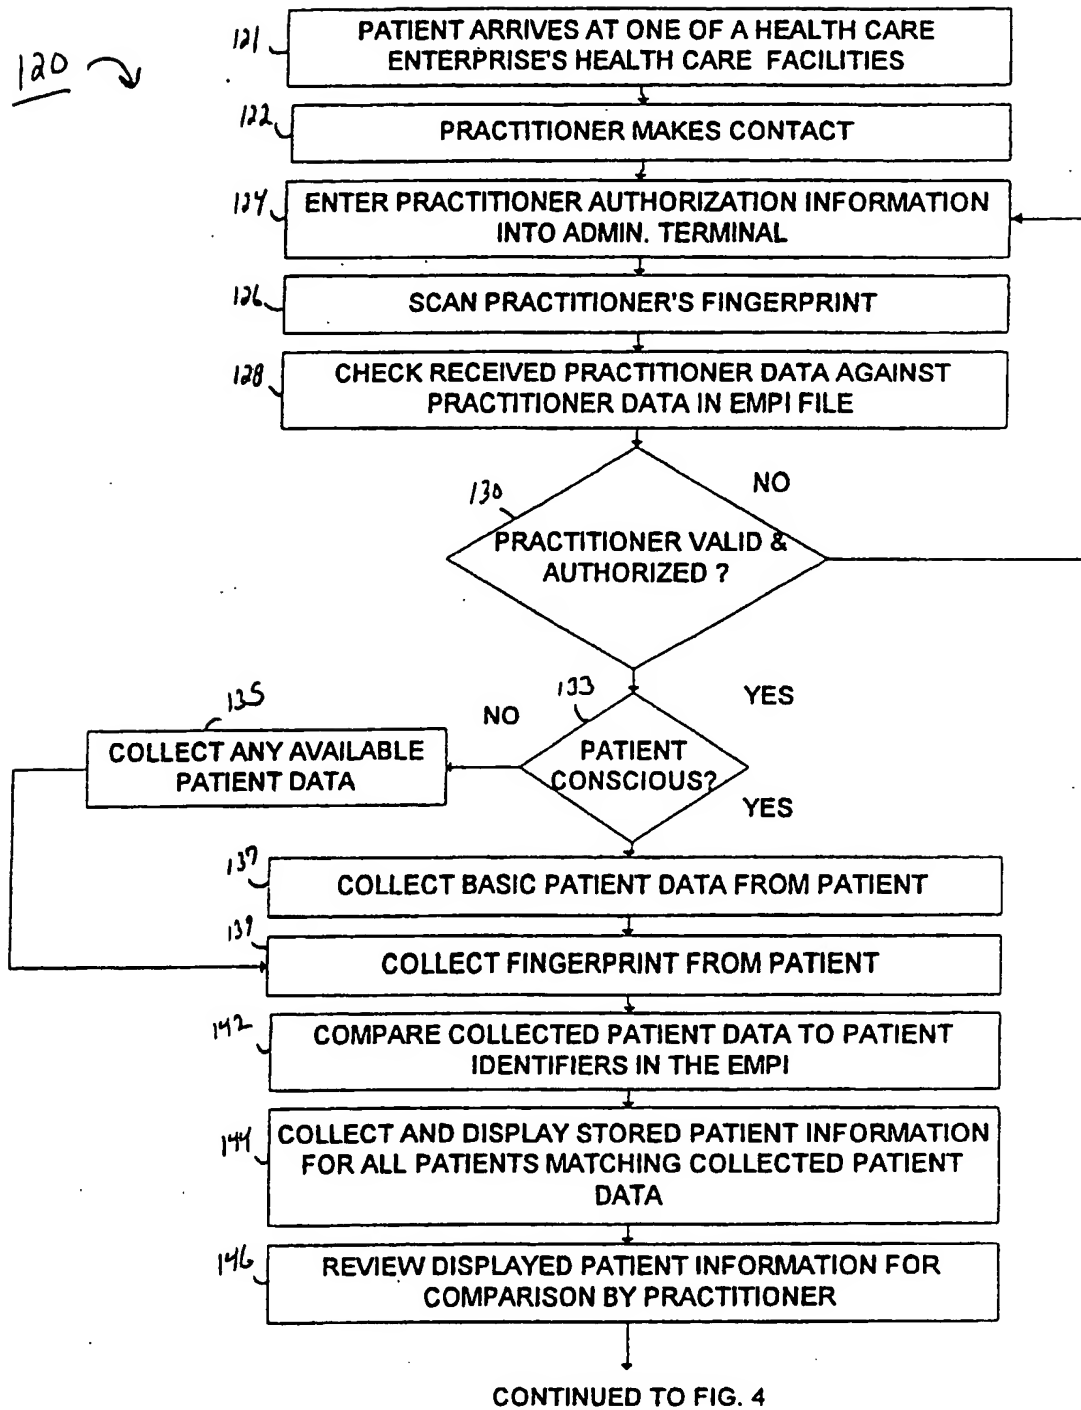 120
121
PATIENT ARRIVES AT ONE OF A HEALTH CARE
ENTERPRISE'S HEALTH CARE FACILITIES
122
PRACTITIONER MAKES CONTACT
124
ENTER PRACTITIONER AUTHORIZATION INFORMATION
INTO ADMIN. TERMINAL
126
SCAN PRACTITIONER'S FINGERPRINT
128
CHECK RECEIVED PRACTITIONER DATA AGAINST
PRACTITIONER DATA IN EMPI FILE
130
NO
PRACTITIONER VALID &
AUTHORIZED ?
133
YES
135
NO
COLLECT ANY AVAILABLE
PATIENT DATA
PATIENT
CONSCIOUS?
YES
137
COLLECT BASIC PATIENT DATA FROM PATIENT
139
COLLECT FINGERPRINT FROM PATIENT
142
COMPARE COLLECTED PATIENT DATA TO PATIENT
IDENTIFIERS IN THE EMPI
144
COLLECT AND DISPLAY STORED PATIENT INFORMATION
FOR ALL PATIENTS MATCHING COLLECTED PATIENT
DATA
146
REVIEW DISPLAYED PATIENT INFORMATION FOR
COMPARISON BY PRACTITIONER
CONTINUED TO FIG. 4